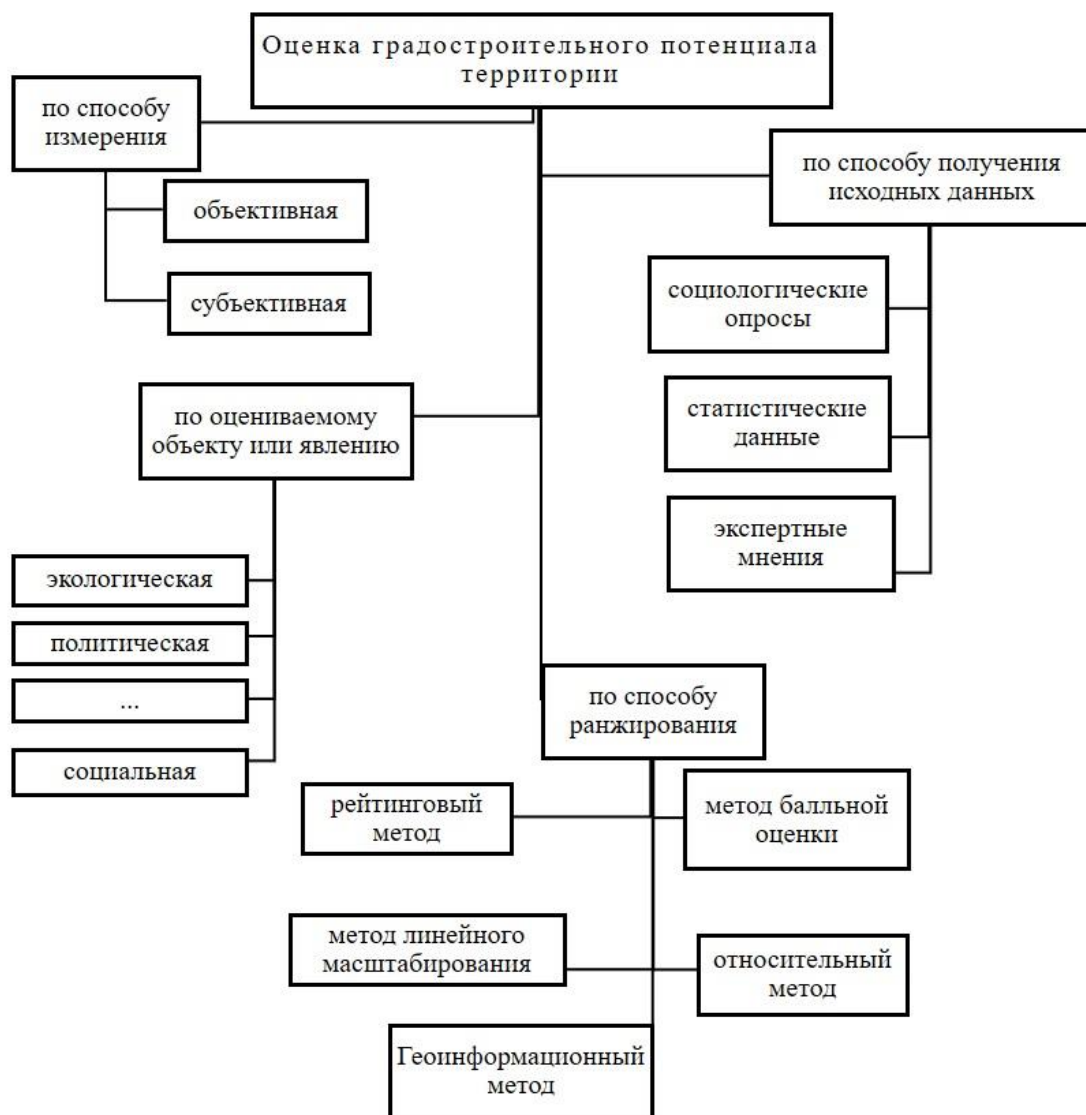 Оценка градостроительного потенциала
территории
по способу
измерения
объективная
субъективная
по способу получения
исходных данных
социологические
опросы
статистические
данные
экспертные
мнения
по оцениваемому
объекту или явлению
экологическая
политическая
...
социальная
по способу
ранжирования
рейтинговый
метод
метод балльной
оценки
метод линейного
масштабирования
относительный
метод
Геоинформационный
метод